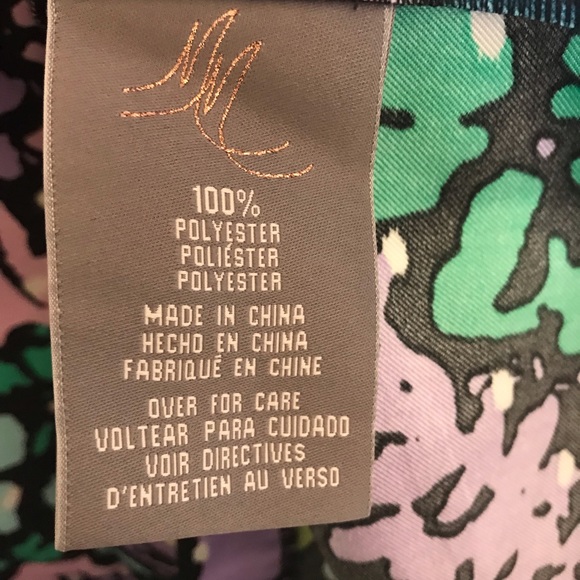 100%
POLYESTER
POLIÉSTER
POLYESTER
MADE IN CHINA
HECHO EN CHINA
FABRIQUÉ EN CHINE
OVER FOR CARE
VOLTEAR PARA CUIDADO
VOIR DIRECTIVES
D'ENTRETIEN AU VERSO